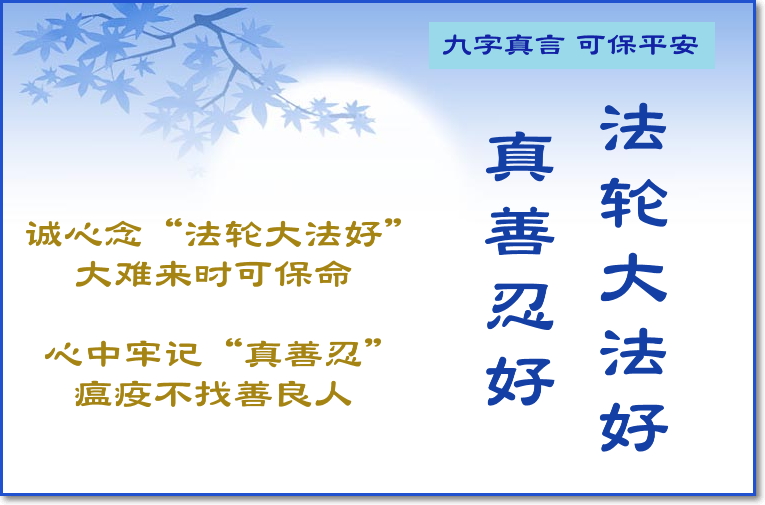 九字真言 可保平安
法轮大法好
真善忍好
诚心念“法轮大法好”
大难来时可保命
心中牢记“真善忍”
瘟疫不找善良人